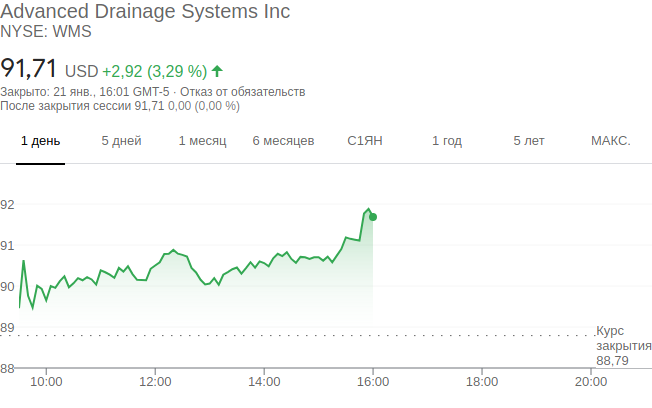 Advanced Drainage Systems Inc
NYSE: WMS
91,71 USD +2,92 (3,29 %)
Закрыто: 21 янв., 16:01 GMT-5 · Отказ от обязательств
После закрытия сессии 91,71 0,00 (0,00 %)
1 день 5 дней 1 месяц 6 месяцев С1ЯН 1 год 5 лет МАКС.
92
91
90
89
88
Курс
закрытия
88,79
10:00 12:00 14:00 16:00 18:00 20:00